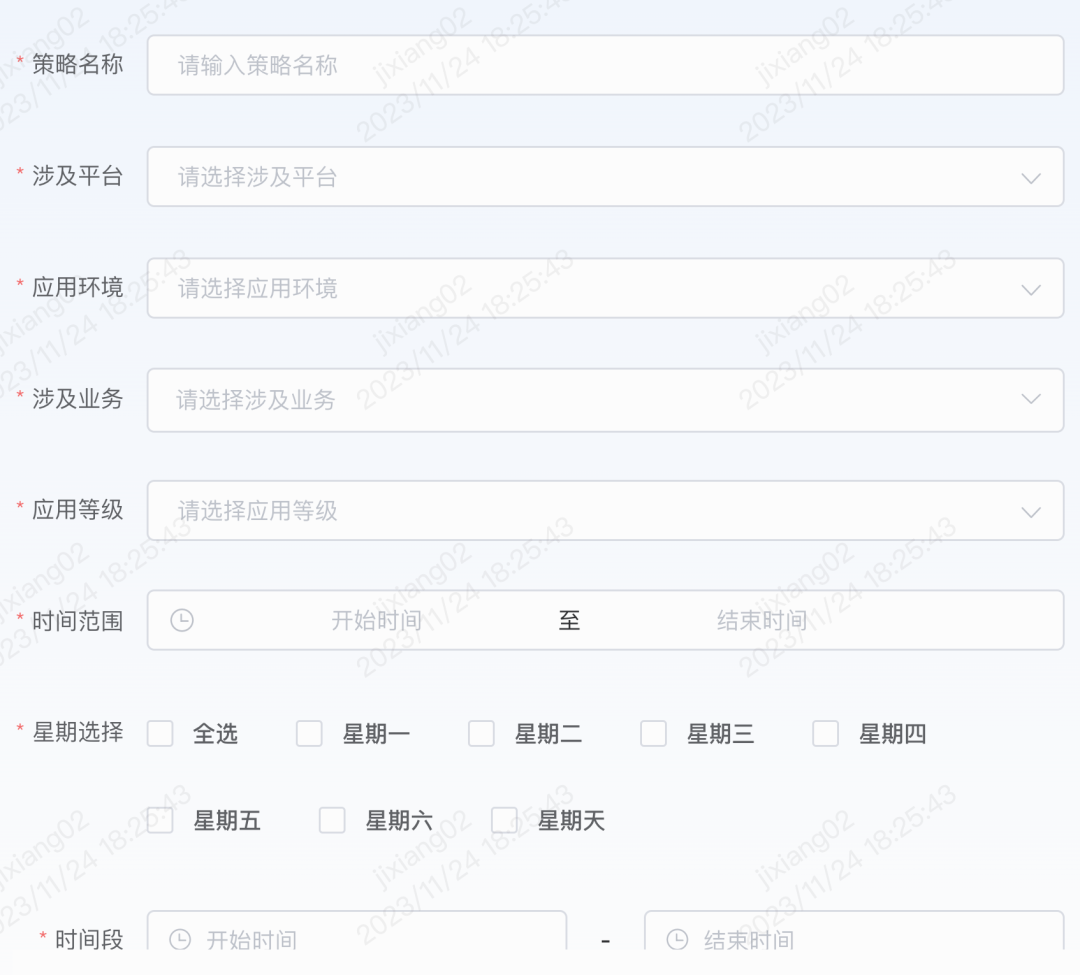 * 策略名称 请输入策略名称
* 涉及平台 请选择涉及平台
* 应用环境 请选择应用环境
* 涉及业务 请选择涉及业务
* 应用等级 请选择应用等级
* 时间范围 开始时间 至 结束时间
* 星期选择 全选 星期一 星期二 星期三 星期四
星期五 星期六 星期天
* 时间段 开始时间 - 结束时间
jixiang02
2023/11/24 18:25:43